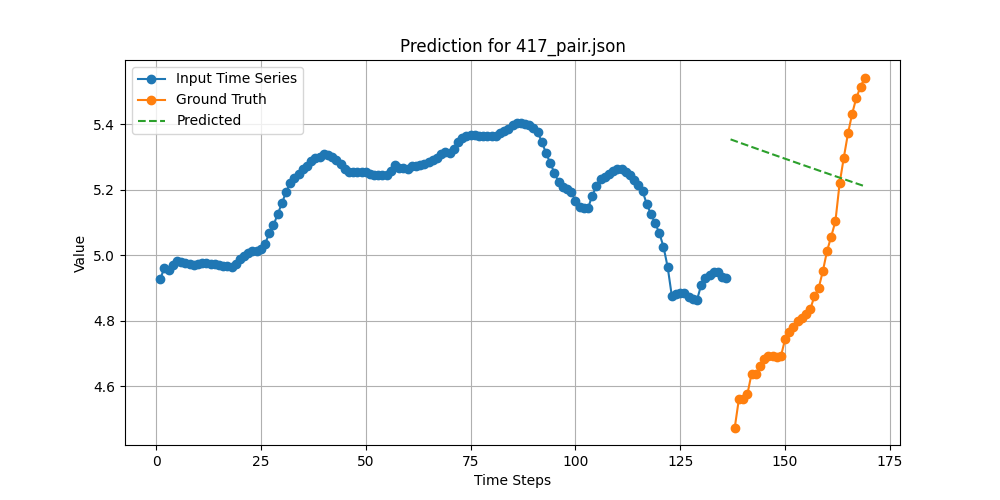 Prediction for 417_pair.json
Input Time Series
Ground Truth
Predicted
5.4
5.2
5.0
4.8
4.6
Value
0 25 50 75 100 125 150 175
Time Steps